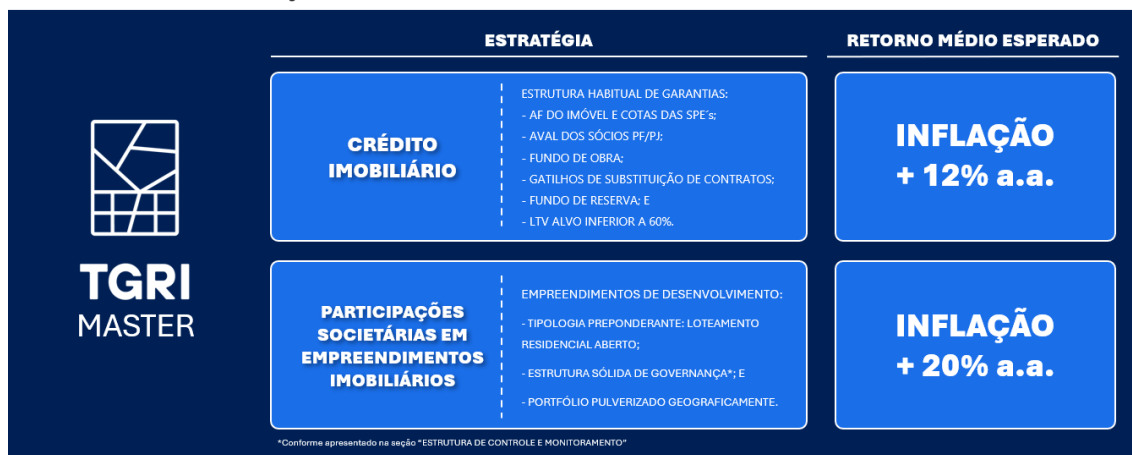 ESTRATÉGIA
RETORNO MÉDIO ESPERADO
TGRI
MASTER
CRÉDITO
IMOBILIÁRIO
ESTRUTURA HABITUAL DE GARANTIAS:
- AF DO IMÓVEL E COTAS DAS SPE´s;
- AVAL DOS SÓCIOS PF/PJ;
- FUNDO DE OBRA;
- GATILHOS DE SUBSTITUIÇÃO DE CONTRATOS;
- FUNDO DE RESERVA; E
- LTV ALVO INFERIOR A 60%.
INFLAÇÃO
+ 12% a.a.
PARTICIPAÇÕES
SOCIETÁRIAS EM
EMPREENDIMENTOS
IMOBILIÁRIOS
EMPREENDIMENTOS DE DESENVOLVIMENTO:
- TIPOLOGIA PREPONDERANTE: LOTEAMENTO
RESIDENCIAL ABERTO;
- ESTRUTURA SÓLIDA DE GOVERNANÇA*; E
- PORTFÓLIO PULVERIZADO GEOGRAFICAMENTE.
INFLAÇÃO
+ 20% a.a.
*Conforme apresentado na seção "ESTRUTURA DE CONTROLE E MONITORAMENTO"